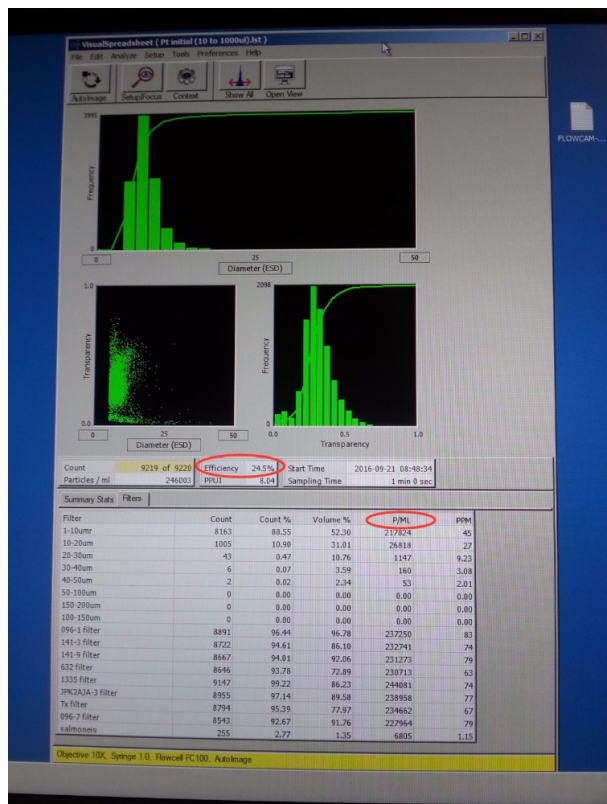 VisualSpreadsheet ( Pt initial (10 to 1000ul).lst )
File Edit Analyze Setup Tools Preferences Help
AutoImage Setup/Focus Context Show All Open View
FLOWCAM-...
3995
Frequency
0
0 25 50
Diameter (ESD)
1.0
Transparency
0.0
0 25 50
Diameter (ESD)
2098
Frequency
0
0.0 0.5 1.0
Transparency
Count 9219 of 9220 Efficiency 24.5% Start Time 2016-09-21 08:48:34
Particles / ml 246003 PPUI 8.04 Sampling Time 1 min 0 sec
Summary Stats Filters
Filter Count Count % Volume % P/ML PPM
1-10umr 8163 88.55 52.30 217824 45
10-20um 1005 10.90 31.01 26818 27
20-30um 43 0.47 10.76 1147 9.23
30-40um 6 0.07 3.59 160 3.08
40-50um 2 0.02 2.34 53 2.01
50-100um 0 0.00 0.00 0.00 0.00
150-200um 0 0.00 0.00 0.00 0.00
100-150um 0 0.00 0.00 0.00 0.00
096-1 filter 8891 96.44 96.78 237250 83
141-3 filter 8722 94.61 86.10 232741 74
141-9 filter 8667 94.01 92.06 231273 79
632 filter 8646 93.78 72.89 230713 63
1335 filter 9147 99.22 86.23 244081 74
JPK2AJA-3 filter 8955 97.14 89.58 238958 77
Tx filter 8794 95.39 77.97 234662 67
096-7 filter 8543 92.67 91.76 227964 79
salmoneis 255 2.77 1.35 6805 1.15
Objective 10X, Syringe 1.0, Flowcell FC100, AutoImage